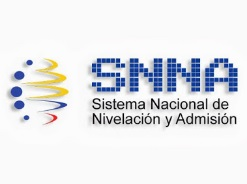 SNNA
Sistema Nacional de
Nivelación y Admisión